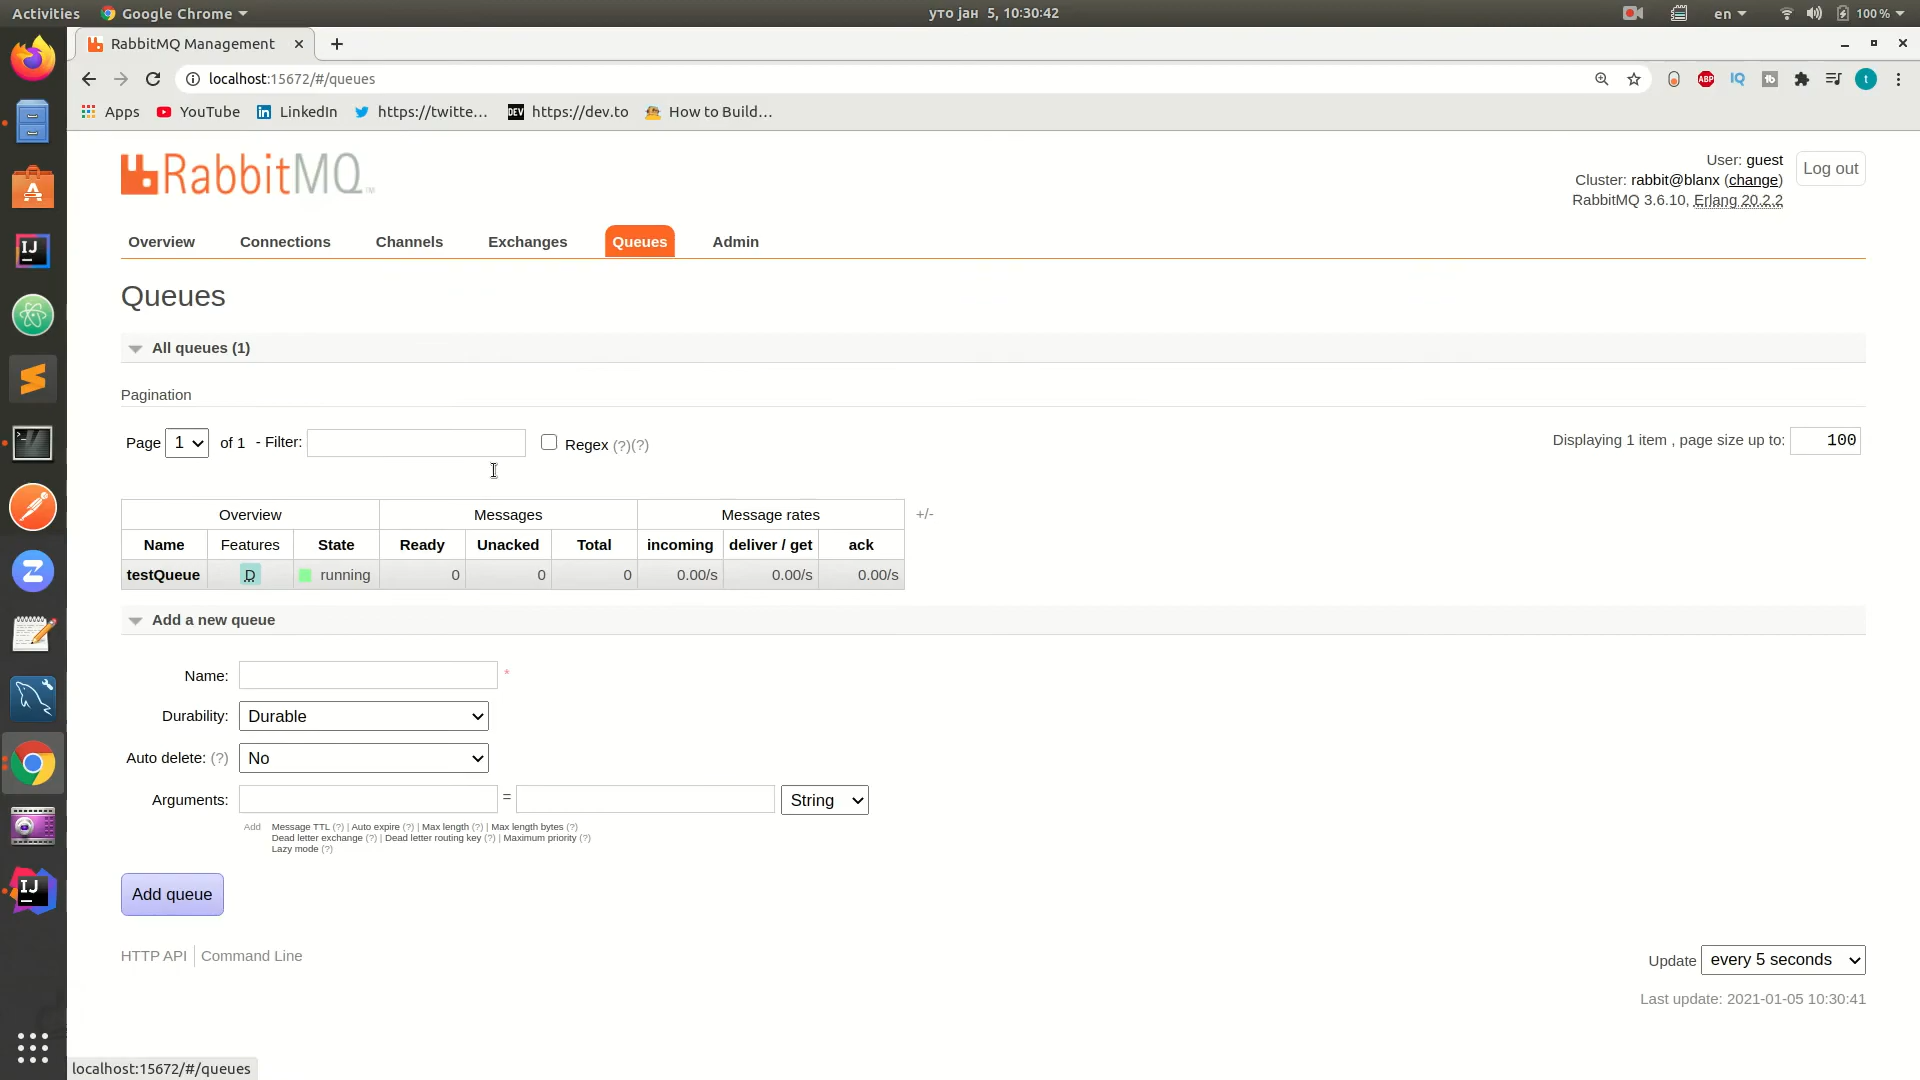 Activities Google Chrome уто јан 5, 10:30:42 en 100 %
RabbitMQ Management
localhost:15672/#/queues
Apps YouTube LinkedIn https://twitte... https://dev.to How to Build...
RabbitMQ
User: guest
Cluster: rabbit@blanx (change)
RabbitMQ 3.6.10, Erlang 20.2.2
Log out
Overview Connections Channels Exchanges Queues Admin
Queues
All queues (1)
Pagination
Page 1 of 1 - Filter: Regex (?)(?) Displaying 1 item , page size up to: 100
Overview Messages Message rates +/-
Name Features State Ready Unacked Total incoming deliver / get ack
testQueue D running 0 0 0 0.00/s 0.00/s 0.00/s
Add a new queue
Name: *
Durability: Durable
Auto delete: (?) No
Arguments: = String
Add Message TTL (?) | Auto expire (?) | Max length (?) | Max length bytes (?)
Dead letter exchange (?) | Dead letter routing key (?) | Maximum priority (?)
Lazy mode (?)
Add queue
HTTP API Command Line
Update every 5 seconds
Last update: 2021-01-05 10:30:41
localhost:15672/#/queues